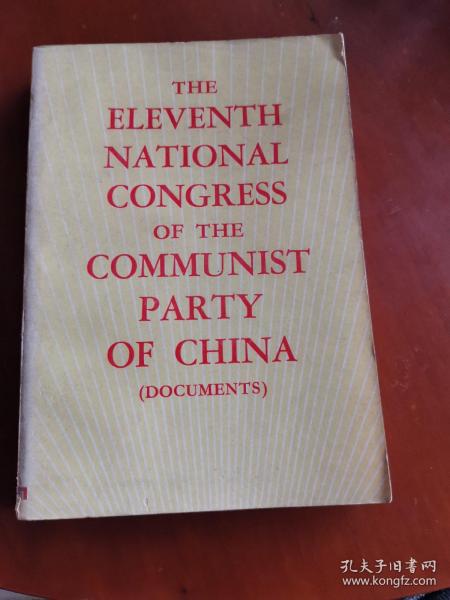 THE
ELEVENTH
NATIONAL
CONGRESS
OF THE
COMMUNIST
PARTY
OF CHINA
(DOCUMENTS)
孔夫子旧书网
www.kongfz.com